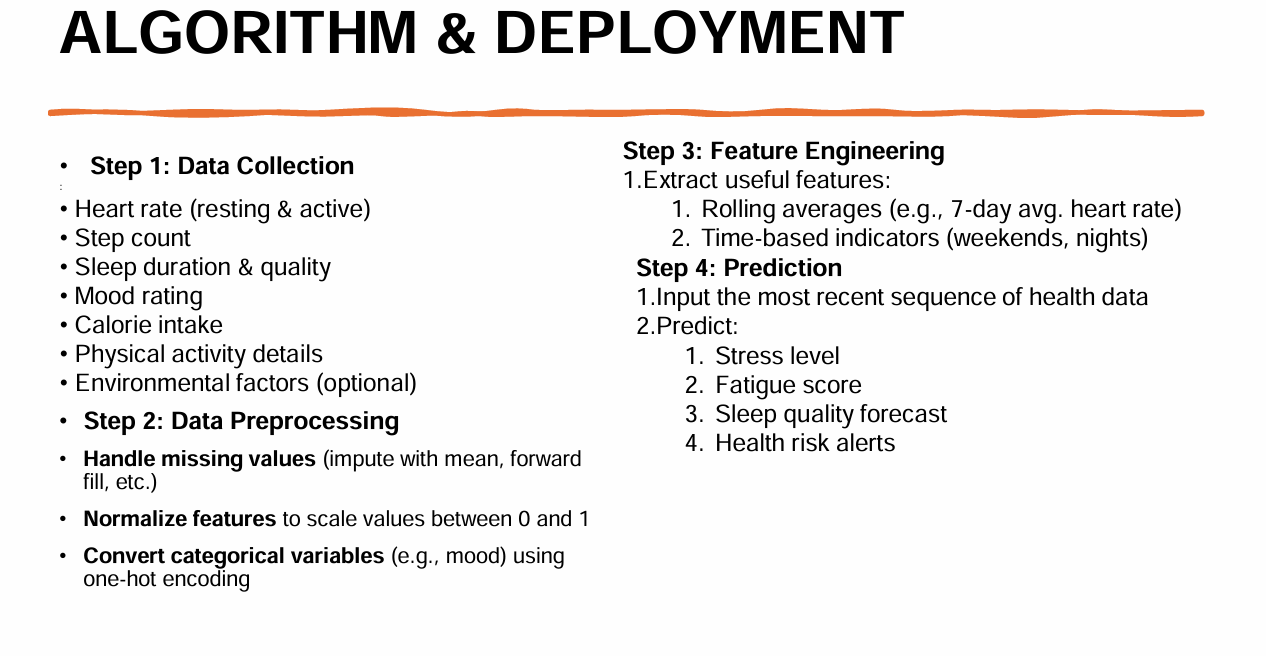 ALGORITHM & DEPLOYMENT
• Step 1: Data Collection
:
• Heart rate (resting & active)
• Step count
• Sleep duration & quality
• Mood rating
• Calorie intake
• Physical activity details
• Environmental factors (optional)
• Step 2: Data Preprocessing
• Handle missing values (impute with mean, forward
fill, etc.)
• Normalize features to scale values between 0 and 1
• Convert categorical variables (e.g., mood) using
one-hot encoding
Step 3: Feature Engineering
1.Extract useful features:
1. Rolling averages (e.g., 7-day avg. heart rate)
2. Time-based indicators (weekends, nights)
Step 4: Prediction
1.Input the most recent sequence of health data
2.Predict:
1. Stress level
2. Fatigue score
3. Sleep quality forecast
4. Health risk alerts